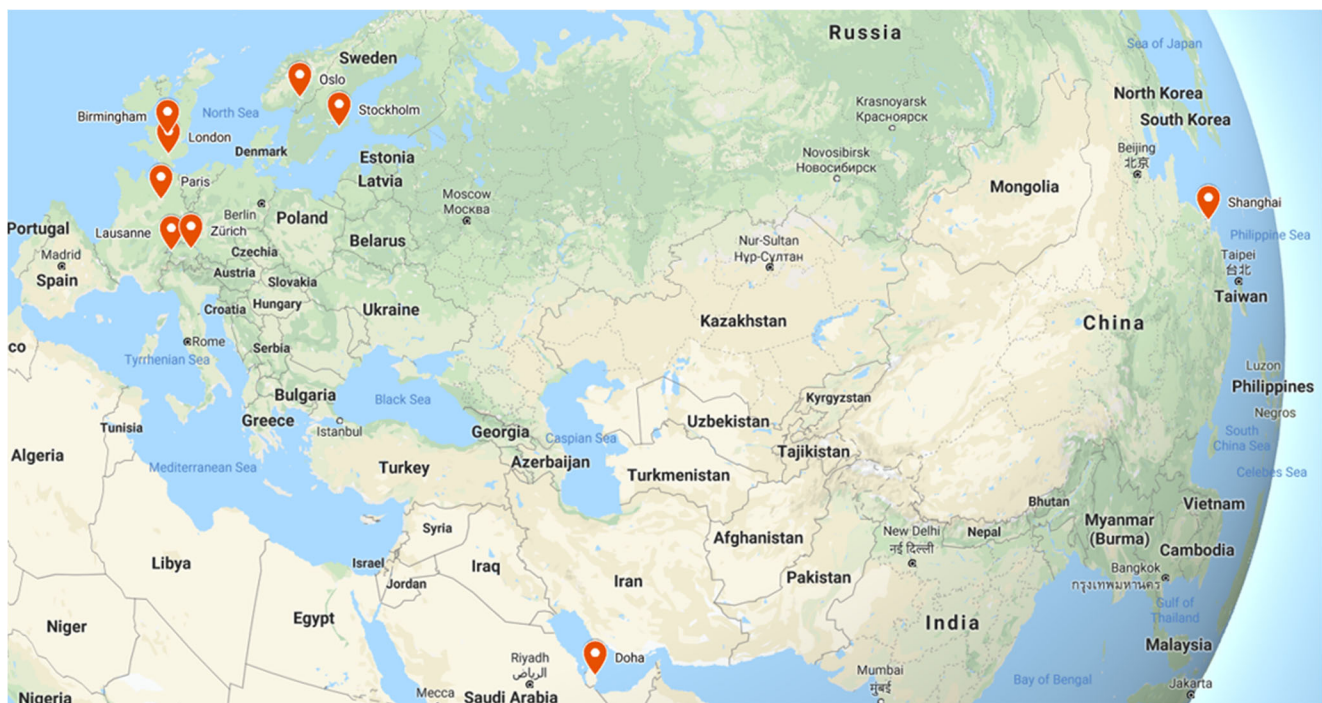 Russia
Sea of Japan
Sweden
Oslo
North Korea
Krasnoyarsk
Красноярск
Birmingham
North Sea
Stockholm
South Korea
London
Denmark
Estonia
Beijing
北京
Novosibirsk
Новосибирск
Latvia
Paris
Moscow
Москва
Mongolia
Shanghai
Berlin
Poland
Portugal
Lausanne
Zürich
Philippine Sea
Belarus
Nur-Sultan
Нұр-Сұлтан
Madrid
Czechia
Taipei
台北
Spain
Austria
Slovakia
Taiwan
Croatia
Hungary
Ukraine
Kazakhstan
China
Rome
co
Serbia
Tyrrhenian Sea
Luzon
Philippines
Bulgaria
Black Sea
Kyrgyzstan
Negros
Greece
Tunisia
Istanbul
Georgia
Caspian Sea
Uzbekistan
South
China Sea
Algeria
Azerbaijan
Tajikistan
Mediterranean Sea
Turkey
Turkmenistan
Celebes Sea
Bhutan
Vietnam
Syria
New Delhi
नई दिल्ली
Nepal
Myanmar
(Burma)
Afghanistan
Cambodia
Libya
Israel
Iraq
Bangkok
กรุงเทพมหานคร
Jordan
Iran
Pakistan
Gulf of
Thailand
Egypt
Niger
India
Malaysia
Riyadh
الرياض
Doha
Mumbai
मुंबई
Bay of Bengal
Jakarta
Mecca
Saudi Arabia
Nigeria